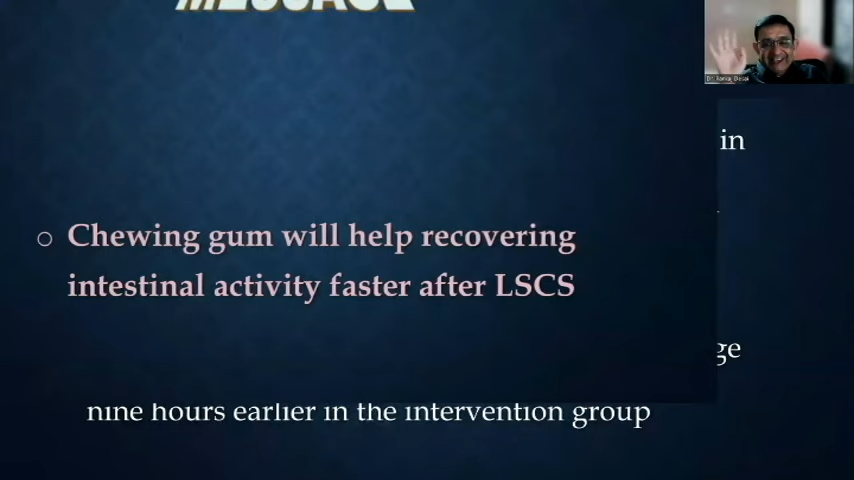 MESSAGE
in
Chewing gum will help recovering
intestinal activity faster after LSCS
ge
nine hours earlier in the intervention group